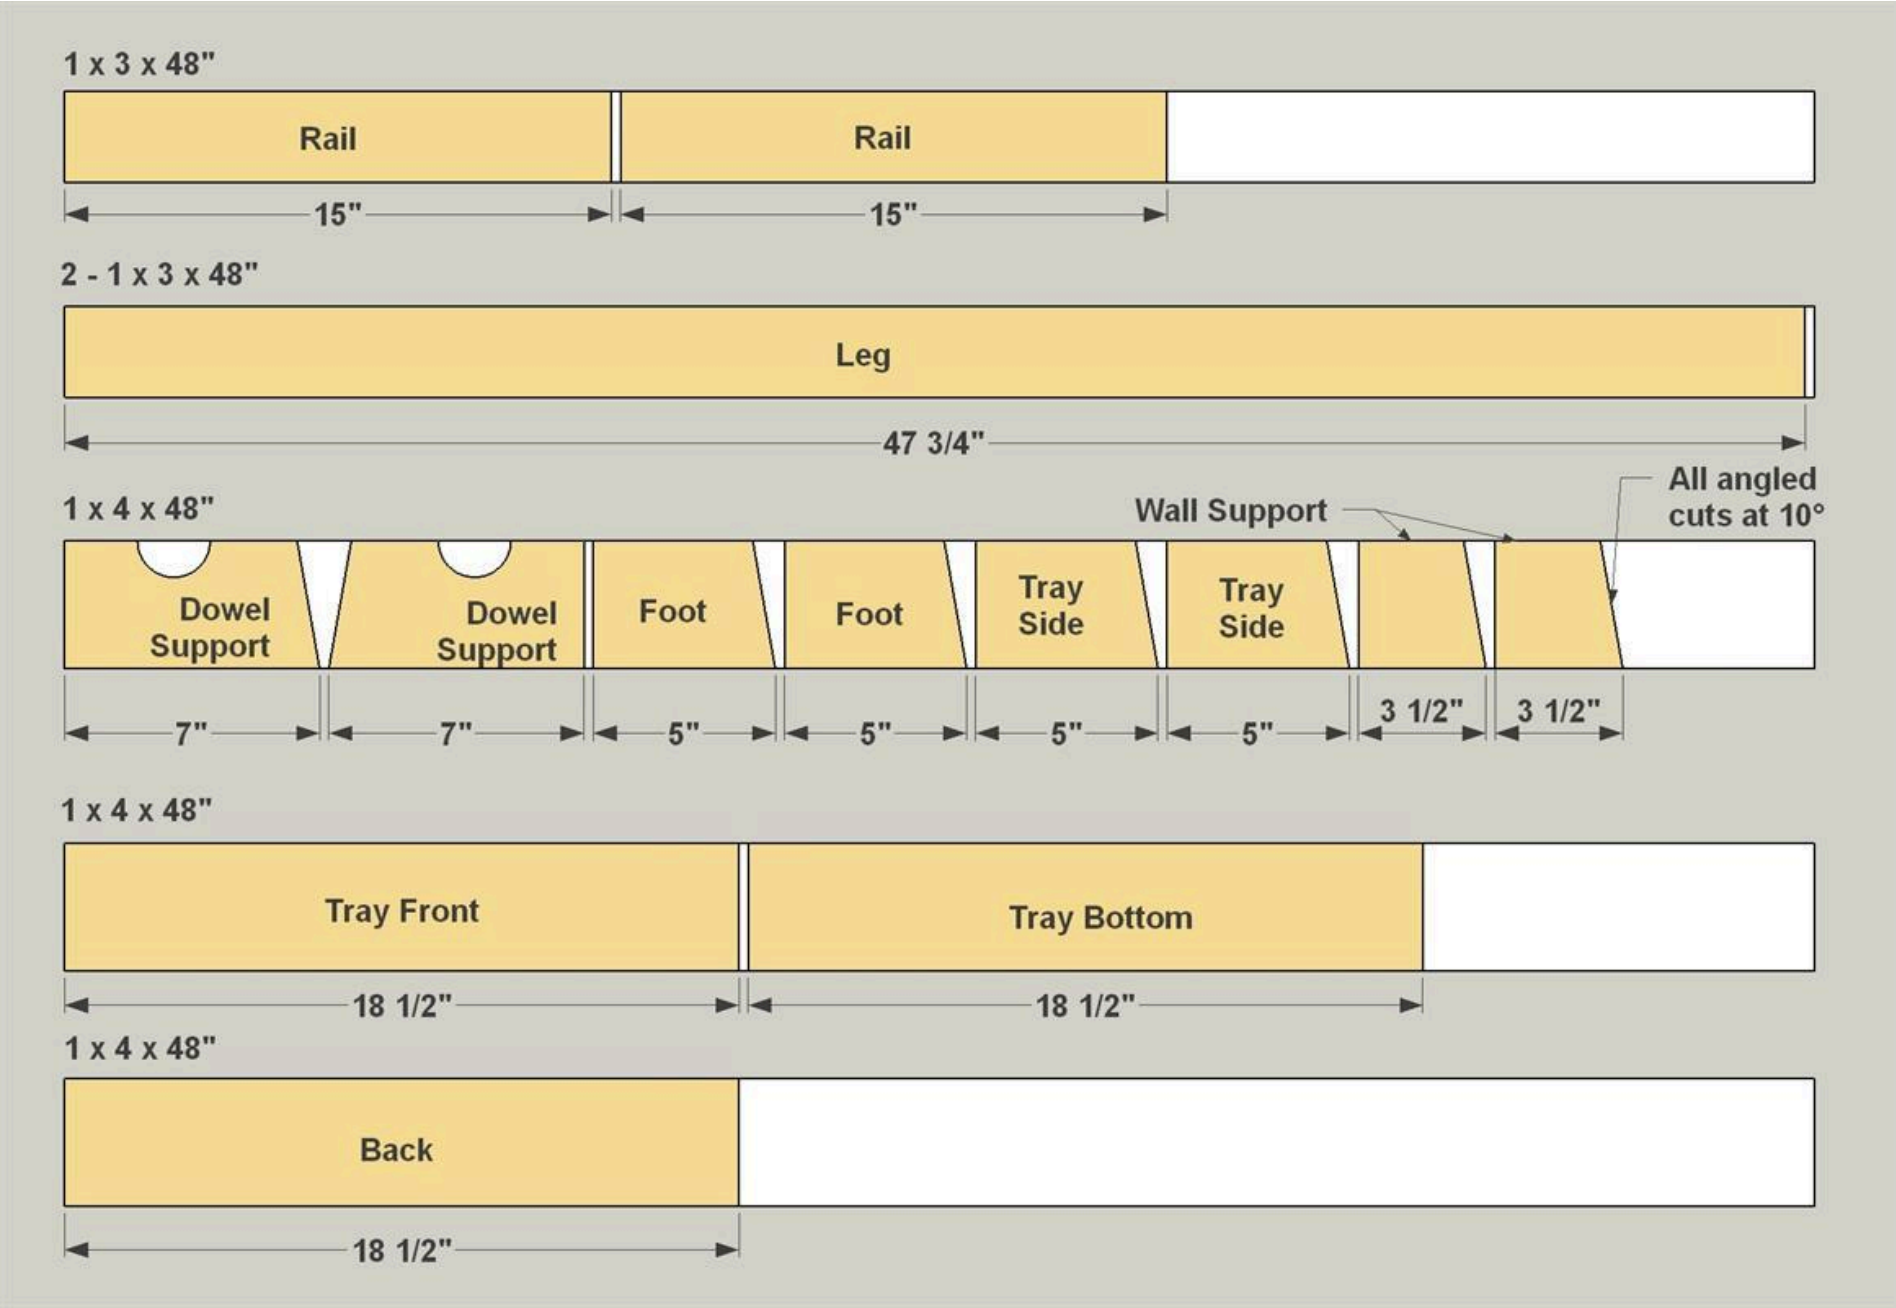 1 x 3 x 48"
Rail
Rail
15"
15"
2 - 1 x 3 x 48"
Leg
47 3/4"
1 x 4 x 48"
Wall Support
All angled
cuts at 10°
Dowel
Support
Dowel
Support
Foot
Foot
Tray
Side
Tray
Side
7"
7"
5"
5"
5"
5"
3 1/2"
3 1/2"
1 x 4 x 48"
Tray Front
Tray Bottom
18 1/2"
18 1/2"
1 x 4 x 48"
Back
18 1/2"